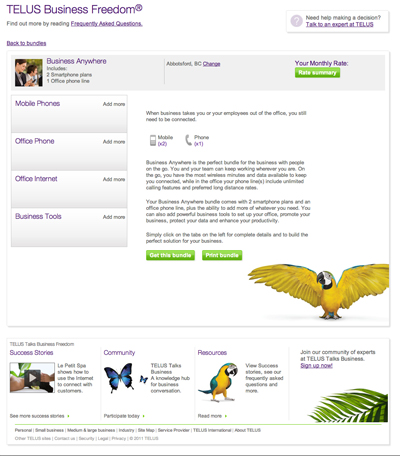 TELUS Business Freedom®
Find out more by reading Frequently Asked Questions.
Need help making a decision?
Talk to an expert at TELUS
Back to bundles
Business Anywhere
Includes:
2 Smartphone plans
1 Office phone line
Abbotsford, BC Change
Your Monthly Rate:
Rate summary
Mobile Phones Add more
Office Phone Add more
Office Internet Add more
Business Tools Add more
When business takes you or your employees out of the office, you still
need to be connected.
Mobile
(x2)
Phone
(x1)
Business Anywhere is the perfect bundle for the business with people
on the go. You and your team can keep working wherever you are. On
the go, you have the most wireless minutes and data available to keep
you connected, while in the office your phone line(s) include unlimited
calling features and preferred long distance rates.
Your Business Anywhere bundle comes with 2 smartphone plans and an
office phone line, plus the ability to add more of whatever you need. You
can also add powerful business tools to set up your office, promote your
business, protect your data and enhance your productivity.
Simply click on the tabs on the left for complete details and to build the
perfect solution for your business.
Get this bundle
Print bundle
TELUS Talks Business Freedom
Success Stories
Le Petit Spa
shows how to
use the Internet
to connect with
customers.
See more success stories
Community
TELUS Talks
Business
A knowledge hub
for business
conversation.
Participate today
Resources
View Success
stories, see our
frequently asked
questions and
more.
Read more
Join our community of experts
at TELUS Talks Business.
Sign up now!
Personal | Small business | Medium & large business | Industry | Site Map | Service Provider | TELUS International | About TELUS
Other TELUS sites | Contact us | Security | Legal | Privacy | © 2011 TELUS